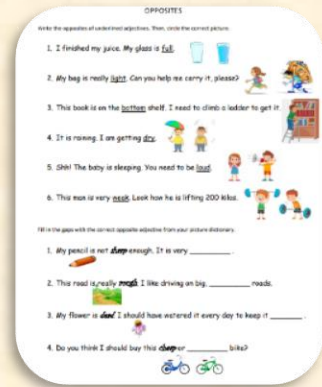 OPPOSITES
Write the opposites of underlined adjectives. Then, circle the correct picture.
1. I finished my juice. My glass is full.
2. My bag is really light. Can you help me carry it, please?
3. This book is on the bottom shelf. I need to climb a ladder to get it.
4. It is raining. I am getting dry.
5. Shh! The baby is sleeping. You need to be loud.
6. This man is very weak. Look how he is lifting 200 kilos.
Fill in the gaps with the correct opposite adjective from your picture dictionary.
1. My pencil is not sharp enough. It is very ________.
2. This road is really rough. I like driving on big, ________ roads.
3. My flower is dead. I should have watered it every day to keep it ________.
4. Do you think I should buy this cheap or ________ bike?